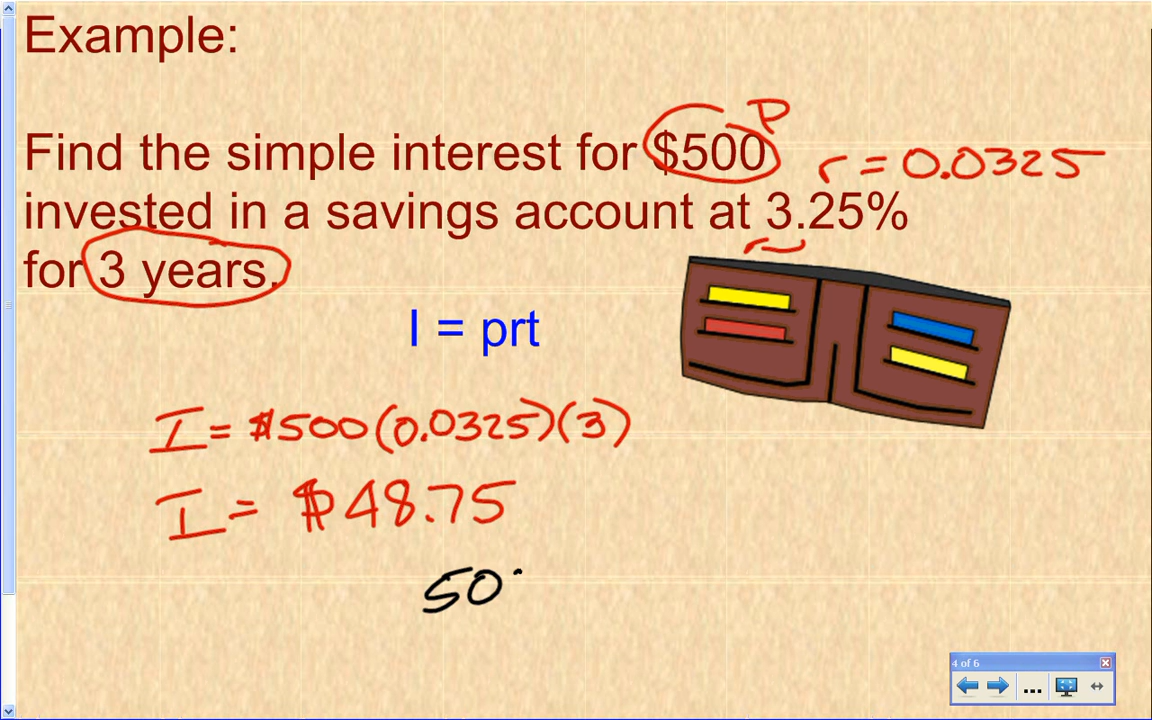 Example:
Find the simple interest for $500 P
r = 0.0325
invested in a savings account at 3.25%
for 3 years.
I = prt
I = $500(0.0325)(3)
I = $48.75
50
4 of 6
...